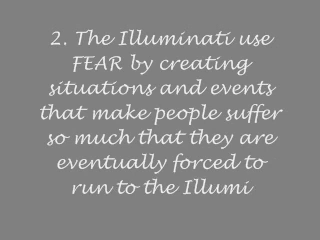 2. The Illuminati use
FEAR by creating
situations and events
that make people suffer
so much that they are
eventually forced to
run to the Illumi